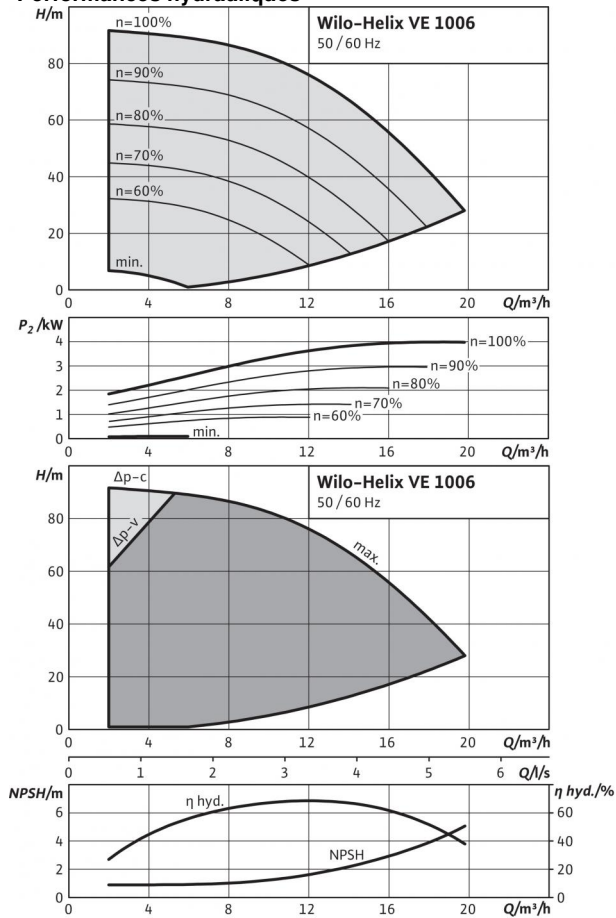 Performances hydrauliques
H/m
Wilo-Helix VE 1006
50/60 Hz
n=100%
n=90%
n=80%
n=70%
n=60%
min.
80
60
40
20
0
0 4 8 12 16 20 Q/m³/h
P₂/kW
4
3
2
1
0
n=100%
n=90%
n=80%
n=70%
n=60%
min.
0 4 8 12 16 20 Q/m³/h
H/m
Wilo-Helix VE 1006
50/60 Hz
Δp-c
Δp-v
max.
80
60
40
20
0
0 4 8 12 16 20 Q/m³/h
0 1 2 3 4 5 6 Q/l/s
NPSH/m
η hyd./%
η hyd.
NPSH
6 60
4 40
2 20
0 0
0 4 8 12 16 20 Q/m³/h